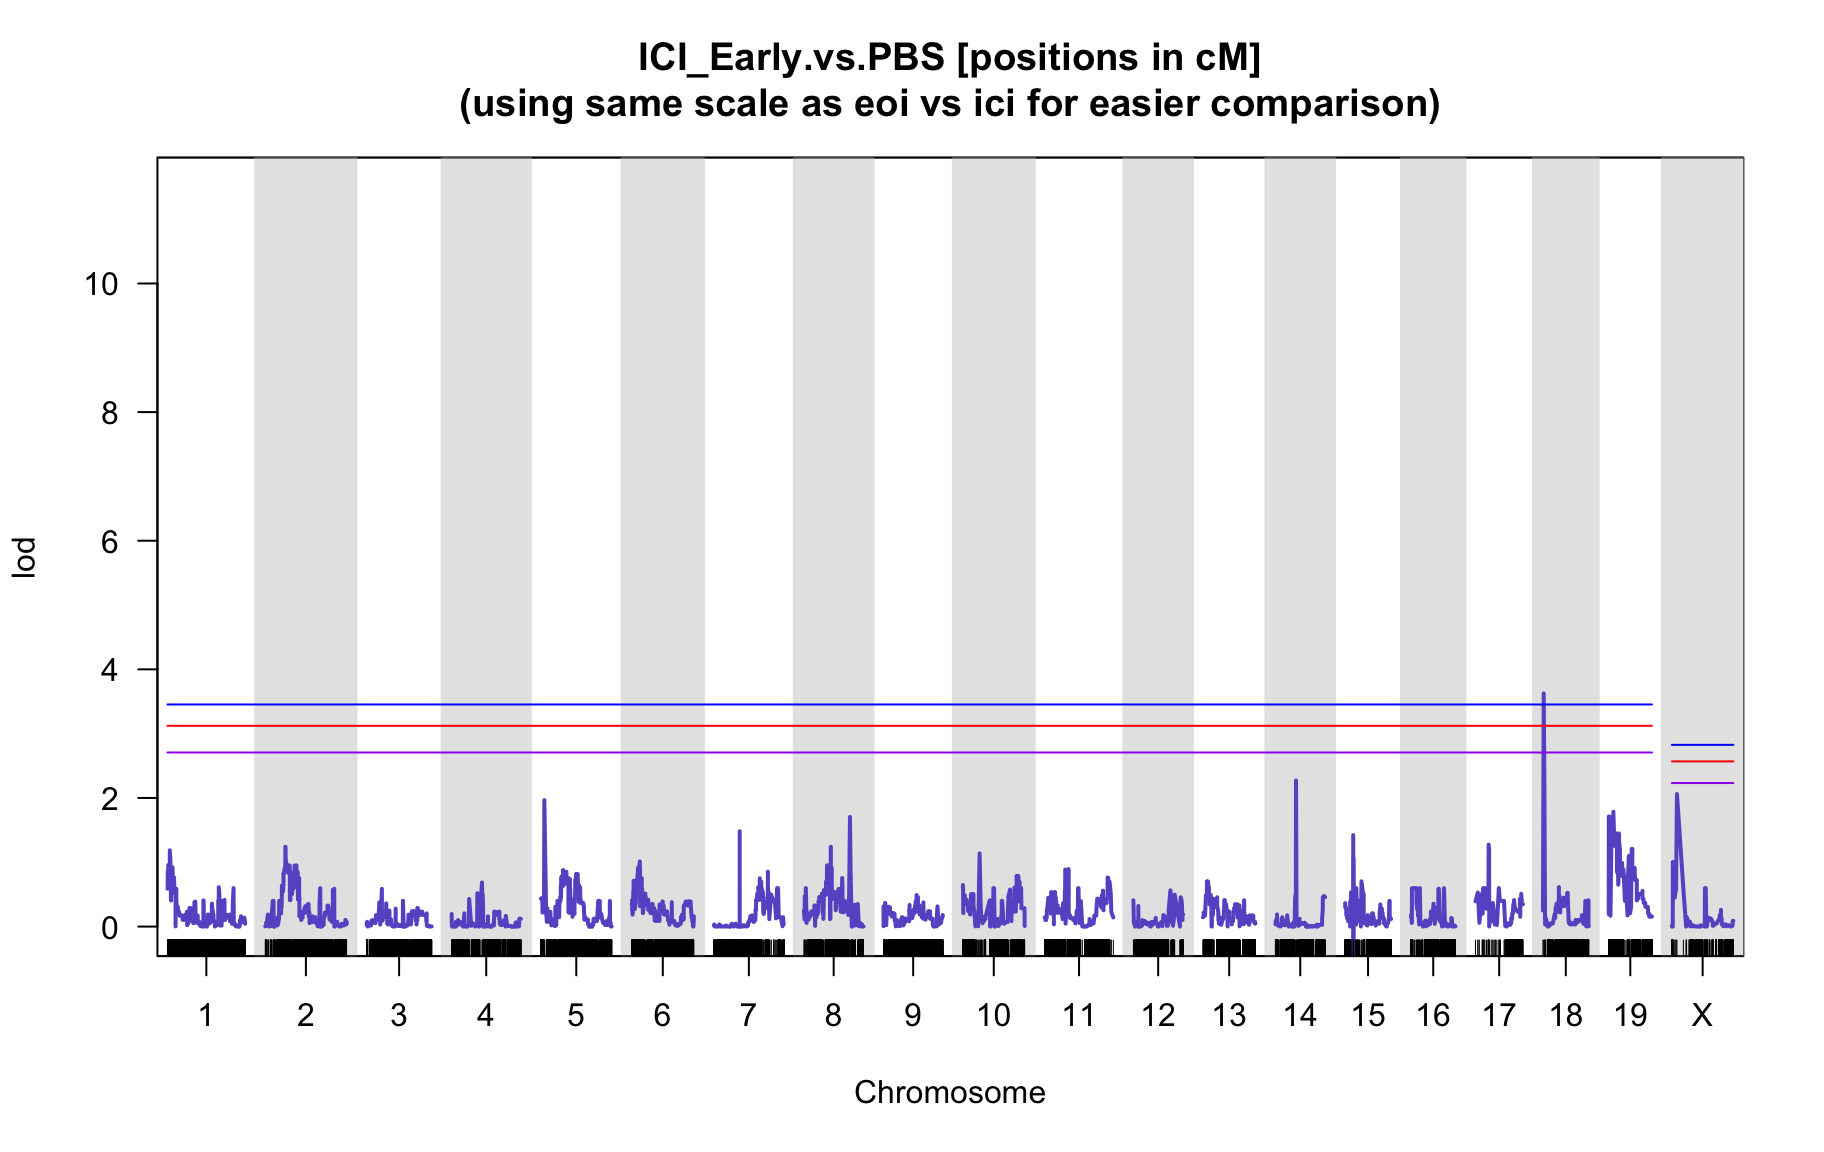 ICI_Early.vs.PBS [positions in cM]
(using same scale as eoi vs ici for easier comparison)
10
8
6
4
2
0
lod
1 2 3 4 5 6 7 8 9 10 11 12 13 14 15 16 17 18 19 X
Chromosome